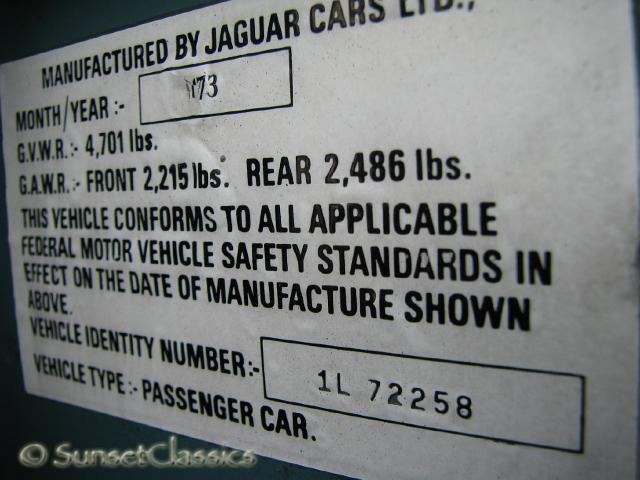 MANUFACTURED BY JAGUAR CARS LTD.,
MONTH/YEAR:- 73
G.V.W.R.:- 4,701 lbs.
G.A.W.R.:- FRONT 2,215 lbs. REAR 2,486 lbs.
THIS VEHICLE CONFORMS TO ALL APPLICABLE
FEDERAL MOTOR VEHICLE SAFETY STANDARDS IN
EFFECT ON THE DATE OF MANUFACTURE SHOWN
ABOVE.
VEHICLE IDENTITY NUMBER:- 1L 72258
VEHICLE TYPE:- PASSENGER CAR.
© SunsetClassics